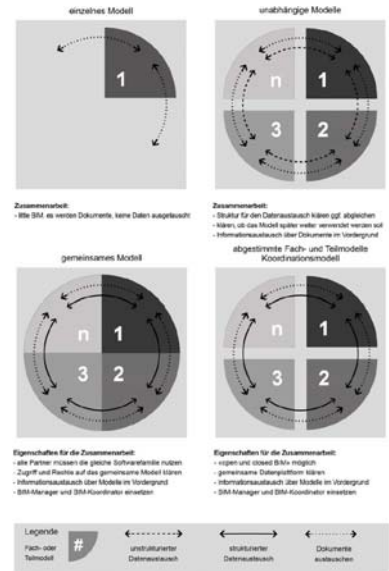 einzelnes Modell
1
Zusammenarbeit:
- little BIM, es werden Dokumente, keine Daten ausgetauscht
unabhängige Modelle
n 1
3 2
Zusammenarbeit:
- Struktur für den Datenaustausch klären ggf. abgleichen
- klären, ob das Modell später weiter verwendet werden soll
- Informationsaustausch über Dokumente im Vordergrund
gemeinsames Modell
n 1
3 2
Eigenschaften für die Zusammenarbeit:
- alle Partner müssen die gleiche Softwarefamilie nutzen
- Zugriff und Rechte auf das gemeinsame Modell klären
- Informationsaustausch über Modelle im Vordergrund
- BIM-Manager und BIM-Koordinator einsetzen
abgestimmte Fach- und Teilmodelle
Koordinationsmodell
n 1
3 2
Eigenschaften für die Zusammenarbeit:
- «open und closed BIM» möglich
- gemeinsame Datenplattform klären
- Informationsaustausch über Modelle im Vordergrund
- BIM-Manager und BIM-Koordinator einsetzen
Legende
Fach- oder
Teilmodell
#
unstrukturierter
Datenaustausch
strukturierter
Datenaustausch
Dokumente
austauschen